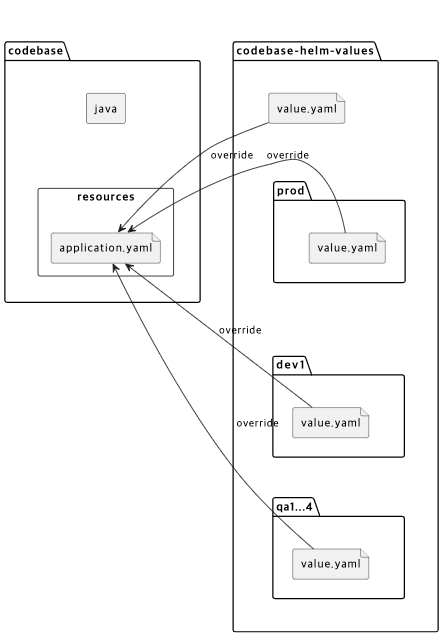 codebase
codebase-helm-values
java
value.yaml
override
override
resources
prod
application.yaml
value.yaml
override
dev1
value.yaml
override
qa1...4
value.yaml